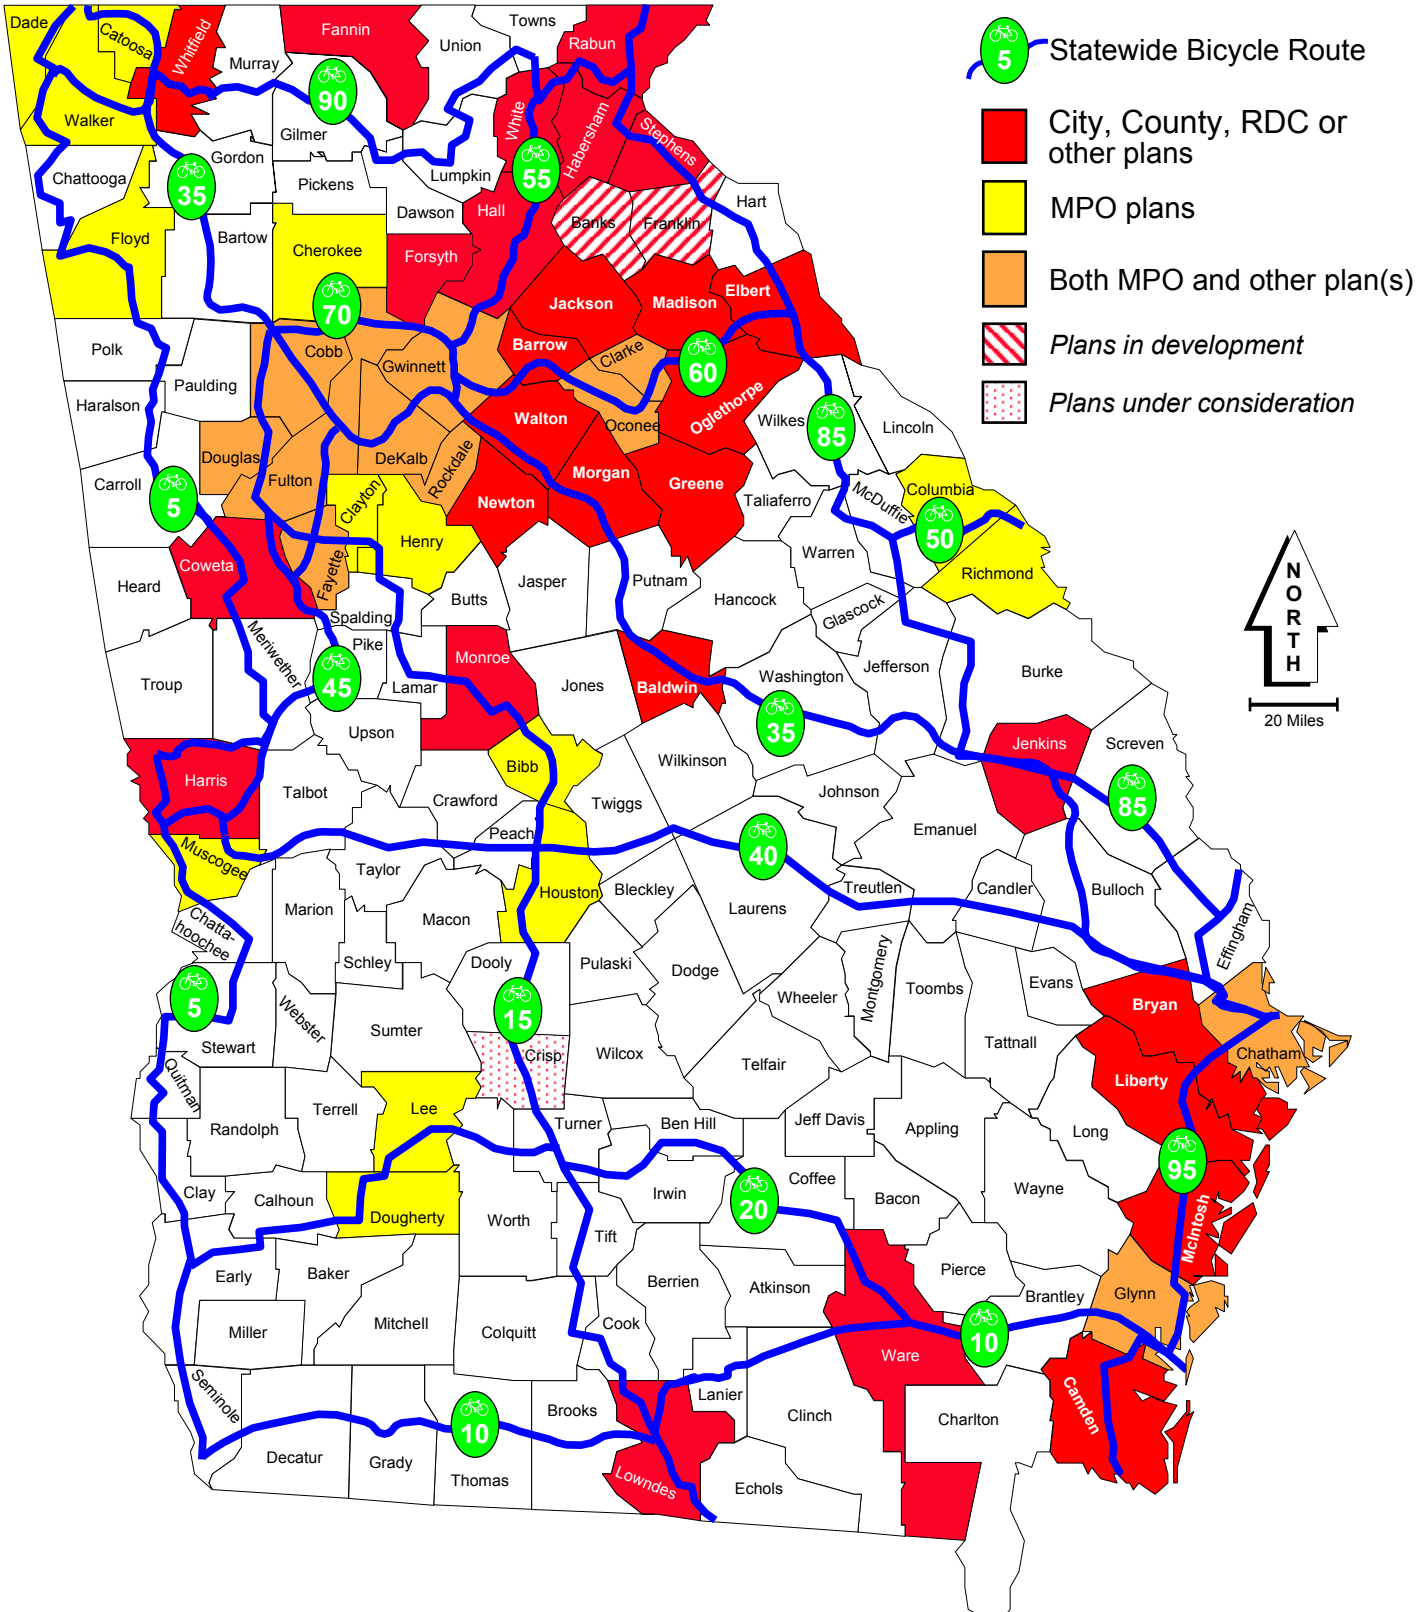 5
Statewide Bicycle Route
City, County, RDC or
other plans
MPO plans
Both MPO and other plan(s)
Plans in development
Plans under consideration
NORTH
20 Miles
Dade
Catoosa
Whitfield
Murray
Fannin
Union
Towns
Rabun
90
Walker
Gilmer
White
Habersham
Stephens
Chattooga
35
Gordon
Pickens
Lumpkin
55
Dawson
Hall
Banks
Franklin
Hart
Floyd
Bartow
Cherokee
Forsyth
70
Jackson
Madison
Elbert
Polk
Cobb
Gwinnett
Barrow
Clarke
60
Paulding
Haralson
Walton
Oconee
Oglethorpe
Wilkes
85
Lincoln
Douglas
DeKalb
Rockdale
Carroll
5
Fulton
Clayton
Newton
Morgan
Greene
Taliaferro
McDuffie
Columbia
50
Henry
Coweta
Fayette
Warren
Richmond
Heard
Spalding
Butts
Jasper
Putnam
Hancock
Glascock
Meriwether
Pike
45
Monroe
Troup
Lamar
Jones
Baldwin
Washington
Jefferson
Burke
35
Upson
Jenkins
Screven
Harris
Talbot
Bibb
Wilkinson
Crawford
Twiggs
Johnson
85
Peach
40
Emanuel
Muscogee
Taylor
Houston
Bleckley
Treutlen
Candler
Bulloch
Marion
Macon
Laurens
Chatta-
hoochee
Effingham
Schley
Dooly
Pulaski
Dodge
Montgomery
5
Webster
15
Wheeler
Toombs
Evans
Bryan
Stewart
Sumter
Crisp
Wilcox
Telfair
Tattnall
Chatham
Quitman
Liberty
Terrell
Lee
Randolph
Turner
Ben Hill
Jeff Davis
Appling
Long
95
Clay
Calhoun
Dougherty
Worth
Irwin
20
Coffee
Bacon
Wayne
McIntosh
Tift
Early
Baker
Berrien
Atkinson
Pierce
Brantley
Glynn
Miller
Mitchell
Colquitt
Cook
10
Ware
Seminole
Lanier
Camden
10
Brooks
Clinch
Charlton
Decatur
Grady
Thomas
Lowndes
Echols